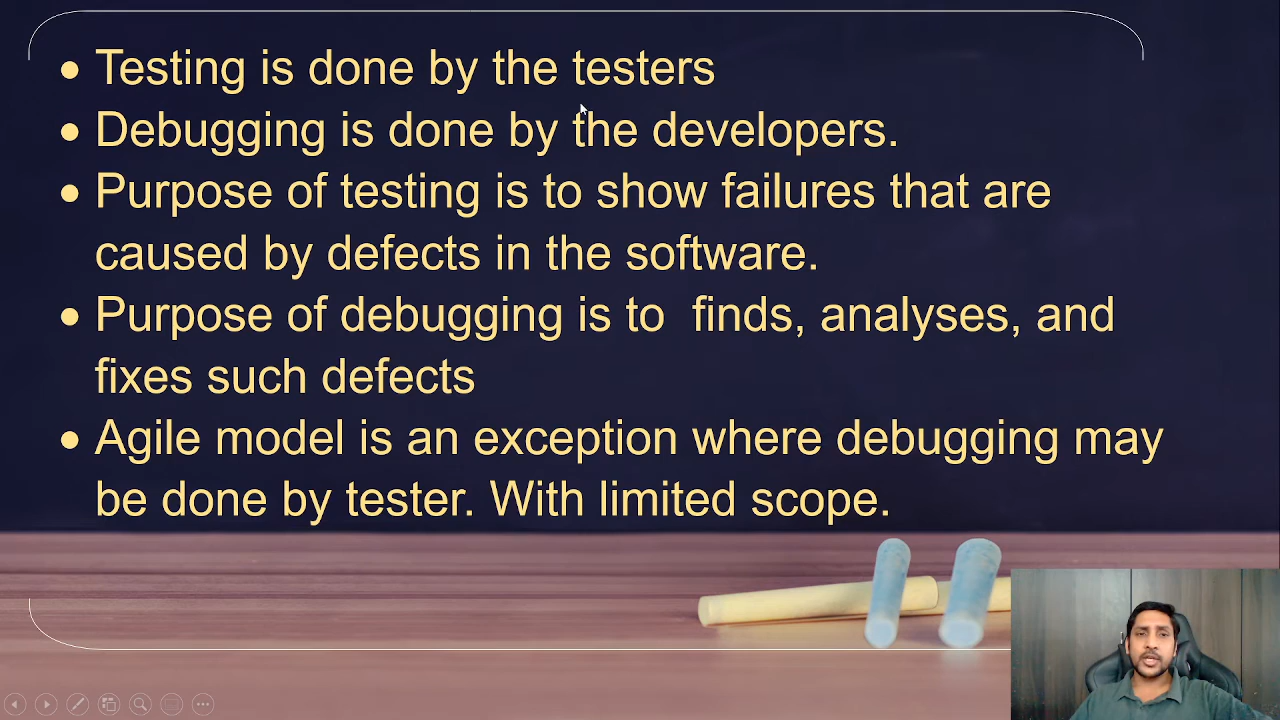 • Testing is done by the testers
• Debugging is done by the developers.
• Purpose of testing is to show failures that are
caused by defects in the software.
• Purpose of debugging is to  finds, analyses, and
fixes such defects
• Agile model is an exception where debugging may
be done by tester. With limited scope.